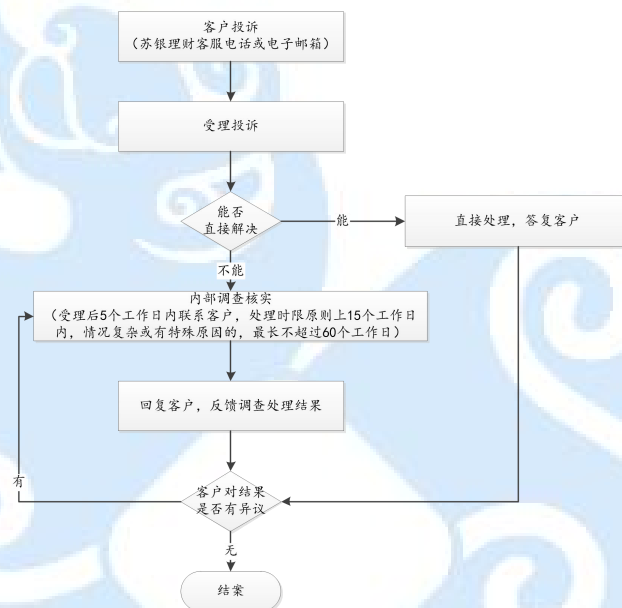 客户投诉
（苏银理财客服电话或电子邮箱）
受理投诉
能否
直接解决
能
直接处理，答复客户
不能
内部调查核实
（受理后5个工作日内联系客户，处理时限原则上15个工作日
内，情况复杂或有特殊原因的，最长不超过60个工作日）
回复客户，反馈调查处理结果
有
客户对结果
是否有异议
无
结案